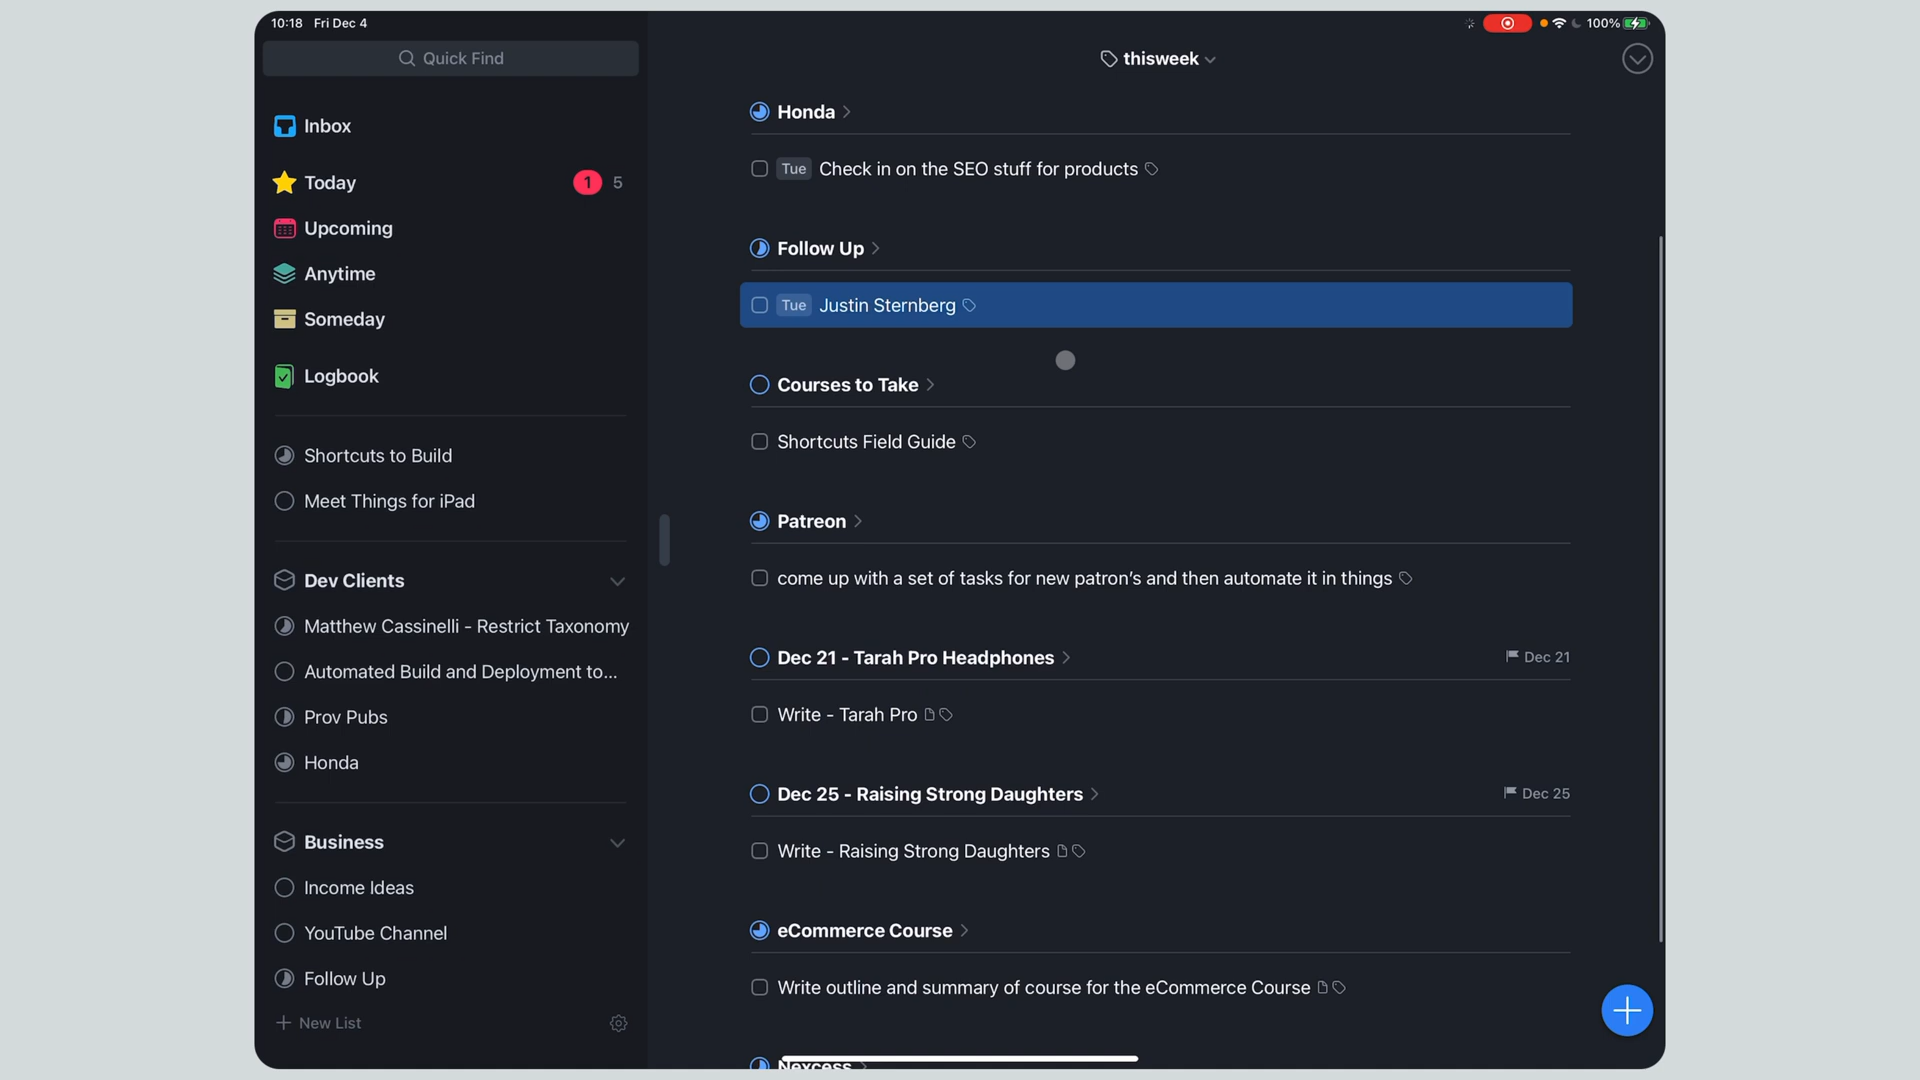 10:18 Fri Dec 4
100%
Quick Find
Inbox
Today 1 5
Upcoming
Anytime
Someday
Logbook
Shortcuts to Build
Meet Things for iPad
Dev Clients
Matthew Cassinelli - Restrict Taxonomy
Automated Build and Deployment to...
Prov Pubs
Honda
Business
Income Ideas
YouTube Channel
Follow Up
New List
thisweek
Honda
Tue Check in on the SEO stuff for products
Follow Up
Tue Justin Sternberg
Courses to Take
Shortcuts Field Guide
Patreon
come up with a set of tasks for new patron’s and then automate it in things
Dec 21 - Tarah Pro Headphones Dec 21
Write - Tarah Pro
Dec 25 - Raising Strong Daughters Dec 25
Write - Raising Strong Daughters
eCommerce Course
Write outline and summary of course for the eCommerce Course
Nexcess